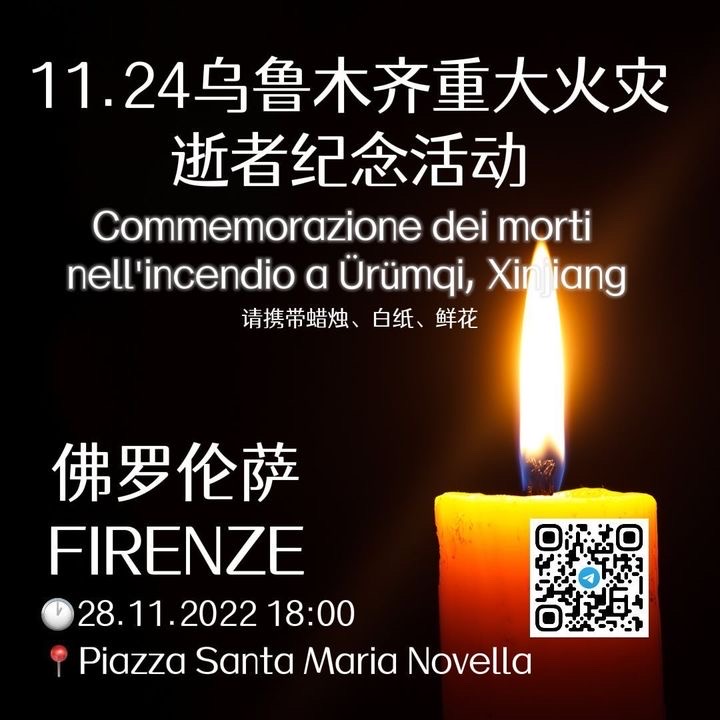 11.24乌鲁木齐重大火灾
逝者纪念活动
Commemorazione dei morti
nell'incendio a Ürümqi, Xinjiang
请携带蜡烛、白纸、鲜花
佛罗伦萨
FIRENZE
28.11.2022 18:00
Piazza Santa Maria Novella